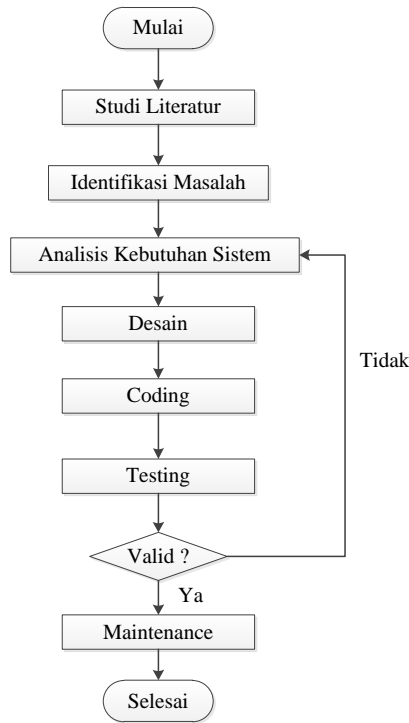 Mulai
Studi Literatur
Identifikasi Masalah
Analisis Kebutuhan Sistem
Desain
Tidak
Coding
Testing
Valid ?
Ya
Maintenance
Selesai